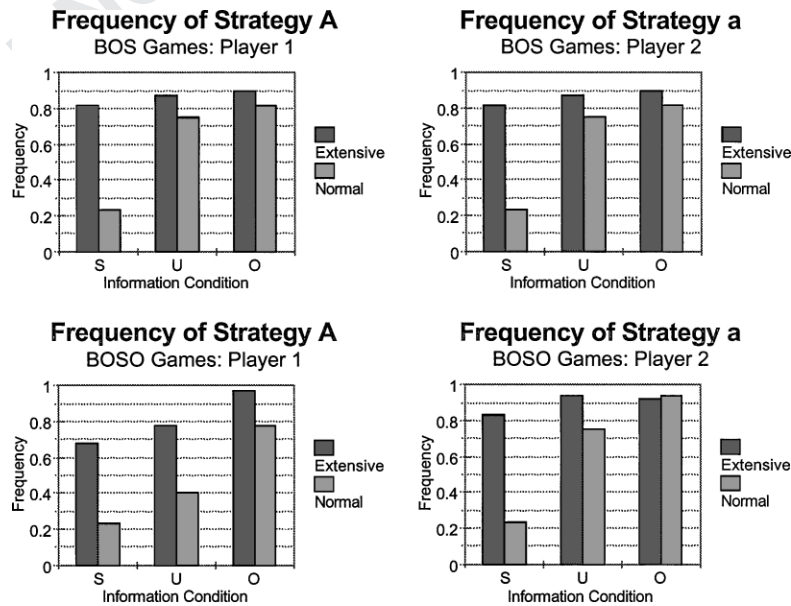 Frequency of Strategy A
BOS Games: Player 1
1
0.8
0.6
0.4
0.2
0
Frequency
S
U
O
Information Condition
Extensive
Normal
Frequency of Strategy a
BOS Games: Player 2
1
0.8
0.6
0.4
0.2
0
Frequency
S
U
O
Information Condition
Extensive
Normal
Frequency of Strategy A
BOSO Games: Player 1
1
0.8
0.6
0.4
0.2
0
Frequency
S
U
O
Information Condition
Extensive
Normal
Frequency of Strategy a
BOSO Games: Player 2
1
0.8
0.6
0.4
0.2
0
Frequency
S
U
O
Information Condition
Extensive
Normal